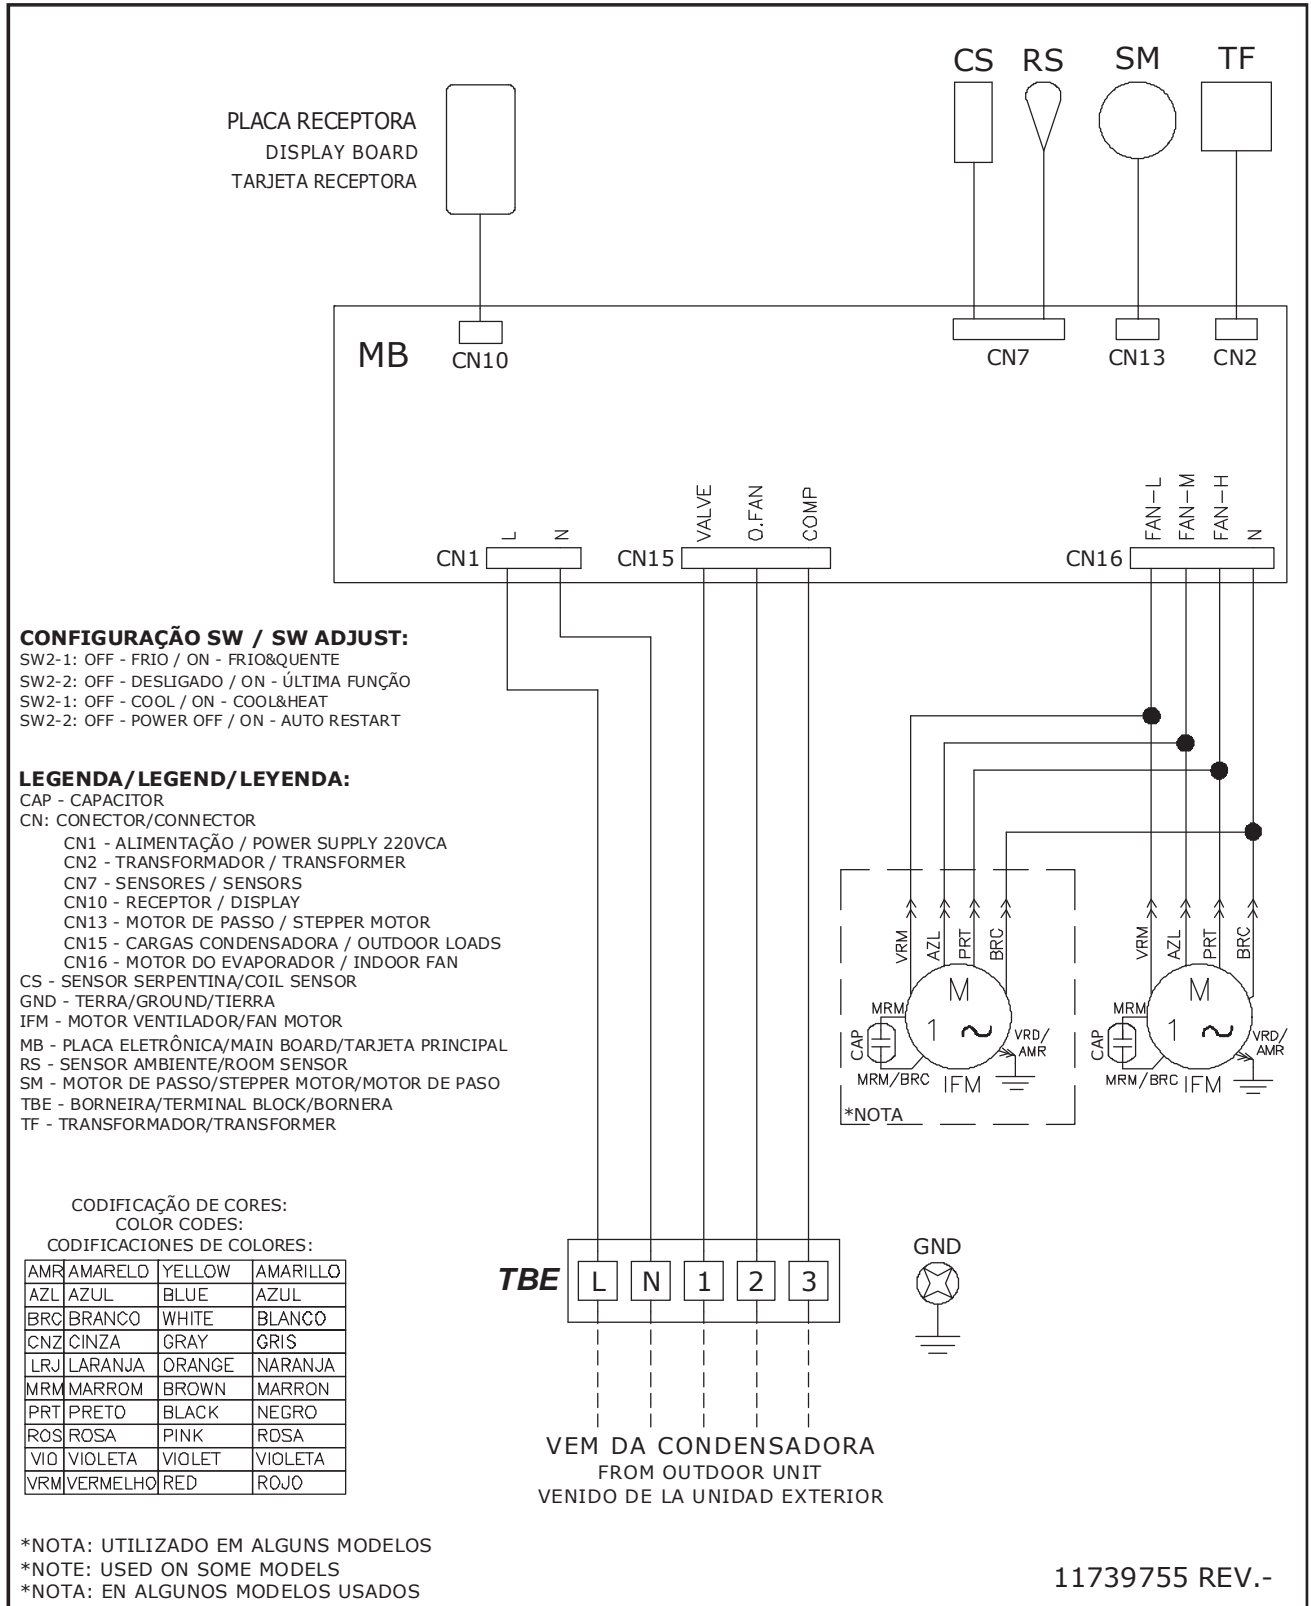 CS RS SM TF
PLACA RECEPTORA
DISPLAY BOARD
TARJETA RECEPTORA
MB
CN10
CN7
CN13
CN2
VALVE
O.FAN
COMP
FAN-L
FAN-M
FAN-H
N
L
N
CN1
CN15
CN16
CONFIGURAÇÃO SW / SW ADJUST:
SW2-1: OFF - FRIO / ON - FRIO&QUENTE
SW2-2: OFF - DESLIGADO / ON - ÚLTIMA FUNÇÃO
SW2-1: OFF - COOL / ON - COOL&HEAT
SW2-2: OFF - POWER OFF / ON - AUTO RESTART
LEGENDA/LEGEND/LEYENDA:
CAP - CAPACITOR
CN: CONECTOR/CONNECTOR
CN1 - ALIMENTAÇÃO / POWER SUPPLY 220VCA
CN2 - TRANSFORMADOR / TRANSFORMER
CN7 - SENSORES / SENSORS
CN10 - RECEPTOR / DISPLAY
CN13 - MOTOR DE PASSO / STEPPER MOTOR
CN15 - CARGAS CONDENSADORA / OUTDOOR LOADS
CN16 - MOTOR DO EVAPORADOR / INDOOR FAN
CS - SENSOR SERPENTINA/COIL SENSOR
GND - TERRA/GROUND/TIERRA
IFM - MOTOR VENTILADOR/FAN MOTOR
MB - PLACA ELETRÔNICA/MAIN BOARD/TARJETA PRINCIPAL
RS - SENSOR AMBIENTE/ROOM SENSOR
SM - MOTOR DE PASSO/STEPPER MOTOR/MOTOR DE PASO
TBE - BORNEIRA/TERMINAL BLOCK/BORNERA
TF - TRANSFORMADOR/TRANSFORMER
VRM
AZL
PRT
BRC
M
1 ~
MRM
CAP
MRM/BRC
VRD/
AMR
IFM
*NOTA
VRM
AZL
PRT
BRC
M
1 ~
MRM
CAP
MRM/BRC
VRD/
AMR
IFM
CODIFICAÇÃO DE CORES:
COLOR CODES:
CODIFICACIONES DE COLORES:
AMR AMARELO YELLOW AMARILLO
AZL AZUL BLUE AZUL
BRC BRANCO WHITE BLANCO
CNZ CINZA GRAY GRIS
LRJ LARANJA ORANGE NARANJA
MRM MARROM BROWN MARRON
PRT PRETO BLACK NEGRO
ROS ROSA PINK ROSA
VIO VIOLETA VIOLET VIOLETA
VRM VERMELHO RED ROJO
TBE L N 1 2 3
GND
VEM DA CONDENSADORA
FROM OUTDOOR UNIT
VENIDO DE LA UNIDAD EXTERIOR
*NOTA: UTILIZADO EM ALGUNS MODELOS
*NOTE: USED ON SOME MODELS
*NOTA: EN ALGUNOS MODELOS USADOS
11739755 REV.-